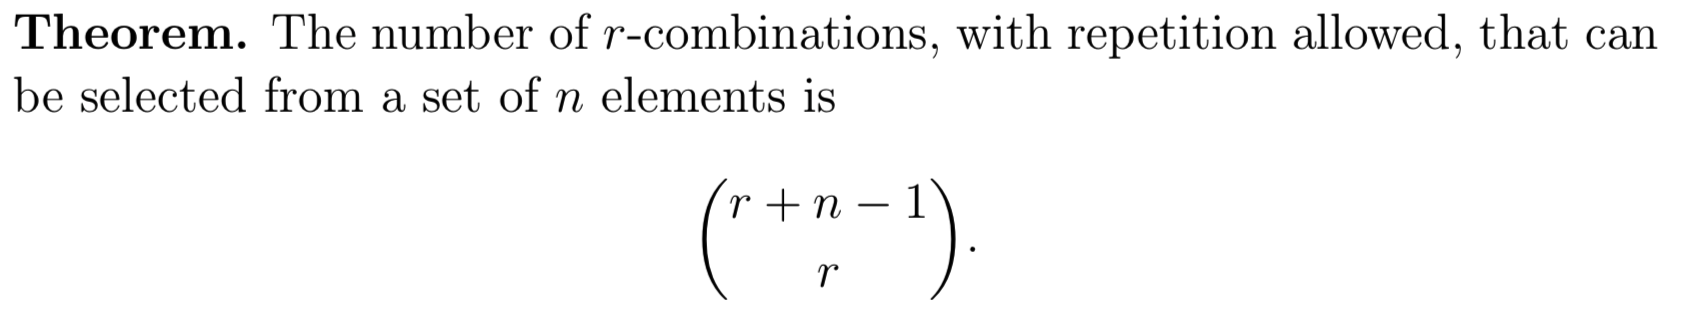 Theorem. The number of r-combinations, with repetition allowed, that can
be selected from a set of n elements is
(r + n − 1
r).